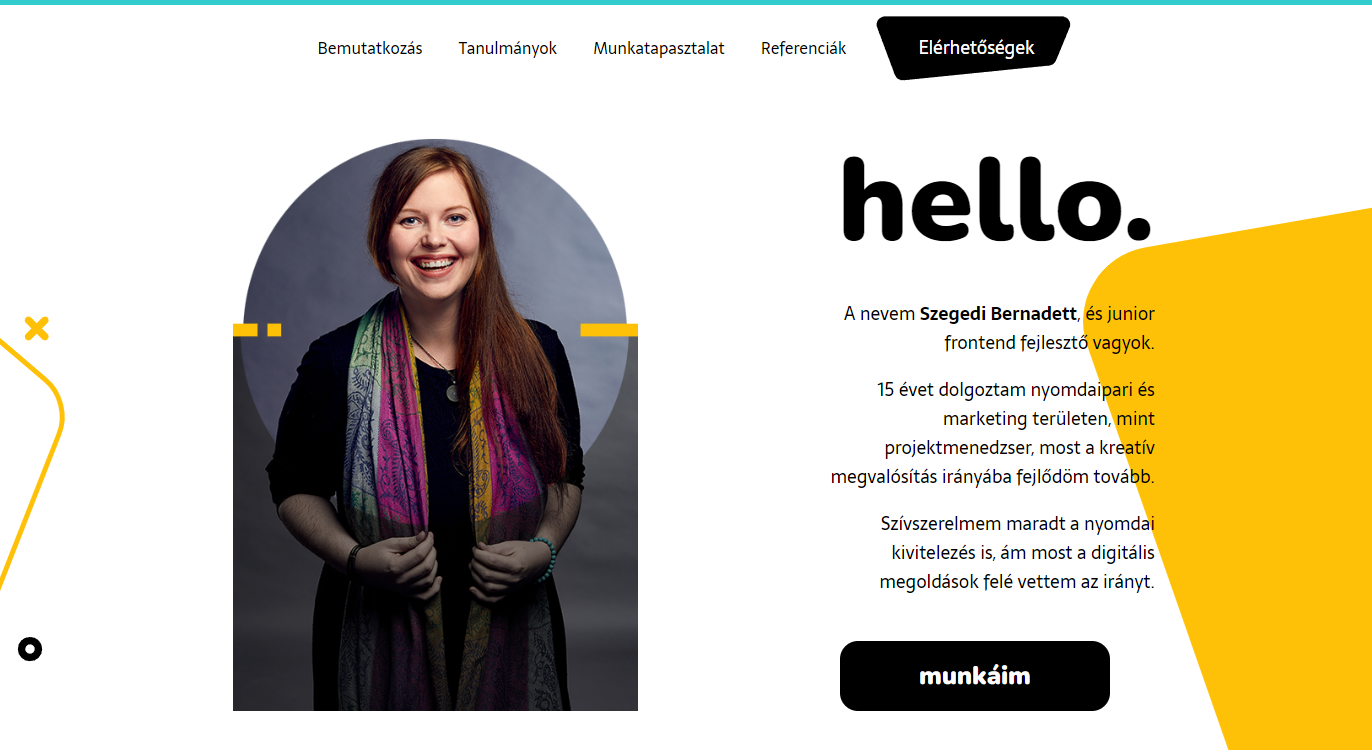 Bemutatkozás
Tanulmányok
Munkatapasztalat
Referenciák
Elérhetőségek
hello.
A nevem Szegedi Bernadett, és junior
frontend fejlesztő vagyok.
15 évet dolgoztam nyomdaipari és
marketing területen, mint
projektmenedzser, most a kreatív
megvalósítás irányába fejlődöm tovább.
Szívszerelmem maradt a nyomdai
kivitelezés is, ám most a digitális
megoldások felé vettem az irányt.
munkáim